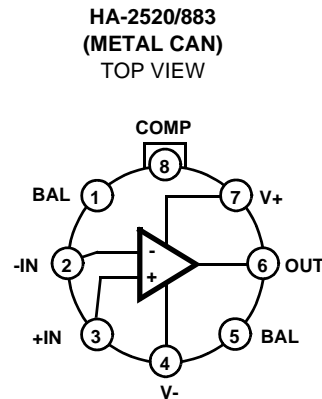 HA-2520/883
(METAL CAN)
TOP VIEW
COMP
8
BAL 1
7 V+
-IN 2
-
+
6 OUT
+IN 3
5 BAL
4
V-